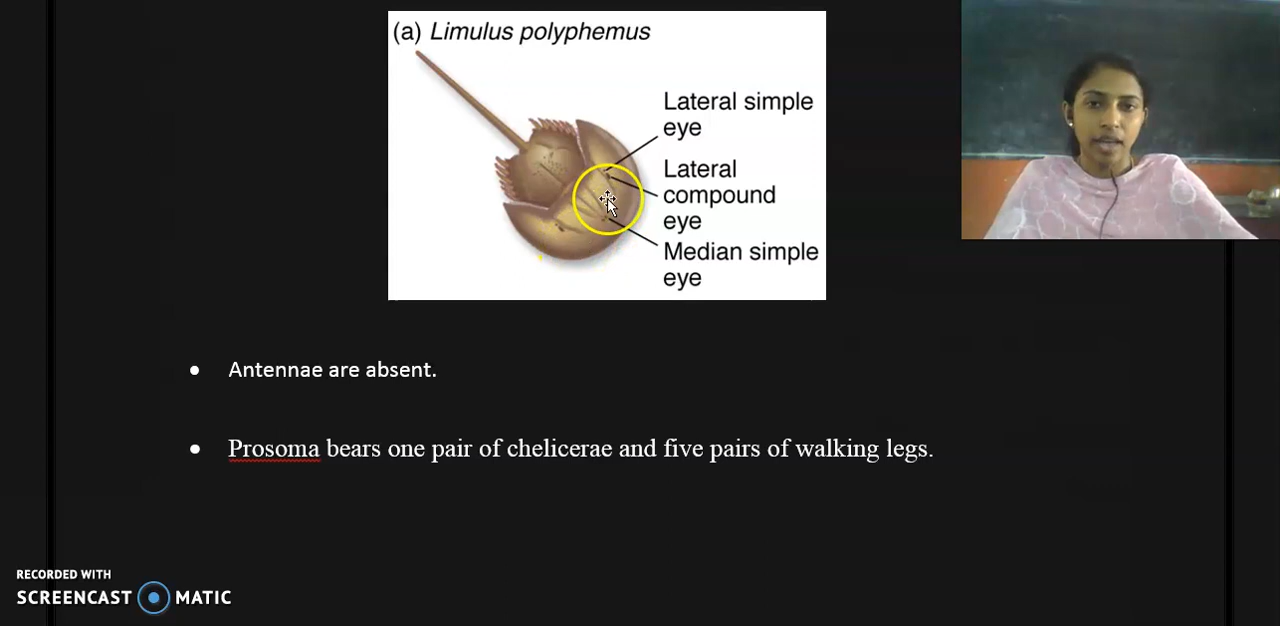 (a) Limulus polyphemus
Lateral simple
eye
Lateral
compound
eye
Median simple
eye
• Antennae are absent.
• Prosoma bears one pair of chelicerae and five pairs of walking legs.
RECORDED WITH
SCREENCAST MATIC